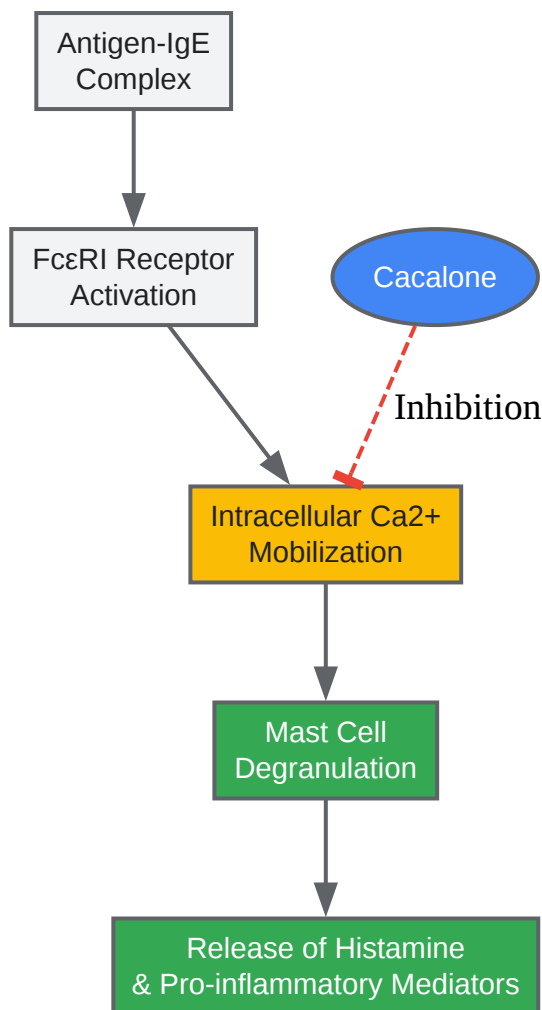 Antigen-IgE
Complex
FcεRI Receptor
Activation
Cacalone
Inhibition
Intracellular Ca2+
Mobilization
Mast Cell
Degranulation
Release of Histamine
& Pro-inflammatory Mediators